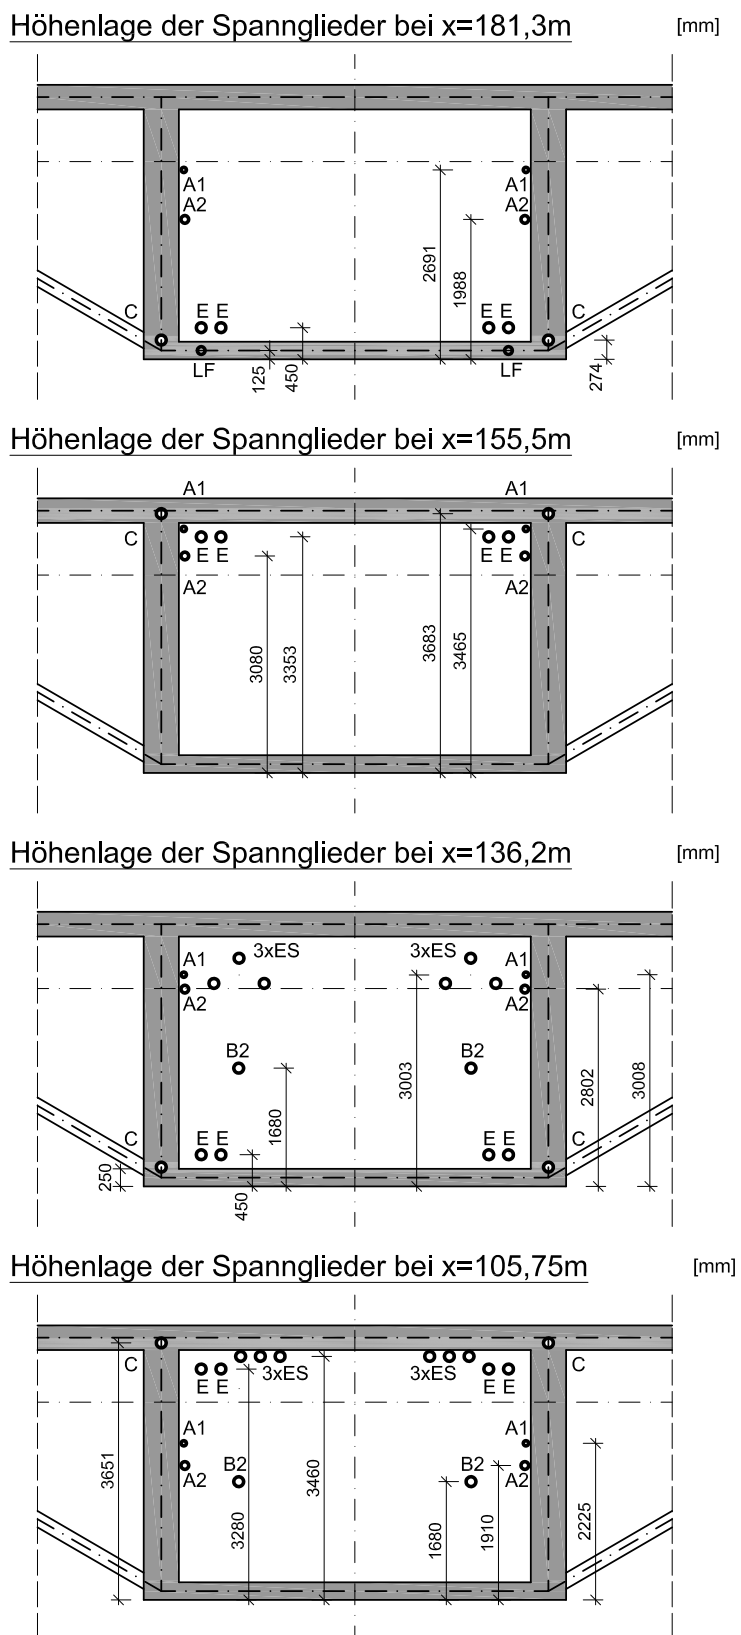 Höhenlage der Spannglieder bei x=181,3m [mm]
A1 A1
A2 A2
2691
1988
C E E E E C
LF LF
125
450
274
Höhenlage der Spannglieder bei x=155,5m [mm]
A1 A1
C E E E E C
A2 A2
3080
3353
3683
3465
Höhenlage der Spannglieder bei x=136,2m [mm]
3xES 3xES
A1 A1
A2 A2
B2 B2
3003
2802
3008
1680
C E E E E C
250
450
Höhenlage der Spannglieder bei x=105,75m [mm]
C 3xES 3xES C
E E E E
A1 A1
B2 B2
A2 A2
3651
3280
3460
1680
1910
2225